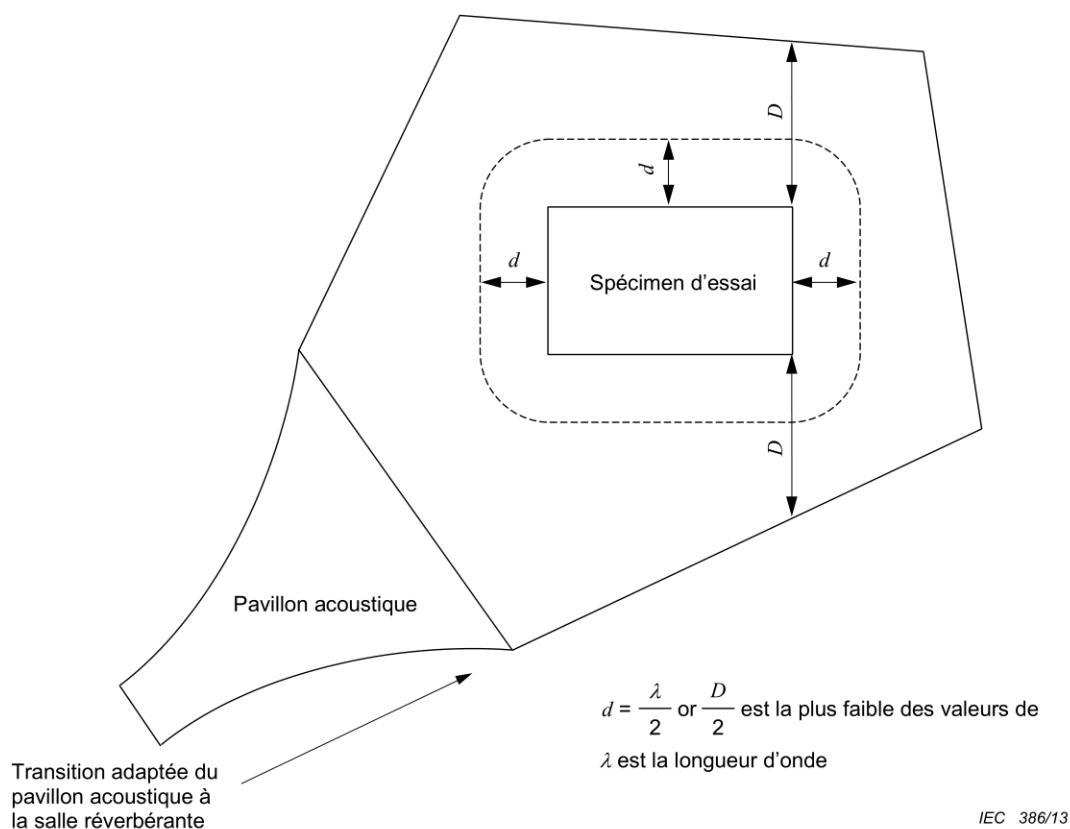 D
d
d
Spécimen d'essai
d
D
Pavillon acoustique
d = λ/2 or D/2 est la plus faible des valeurs de
λ est la longueur d'onde
Transition adaptée du
pavillon acoustique à
la salle réverbérante
IEC 386/13